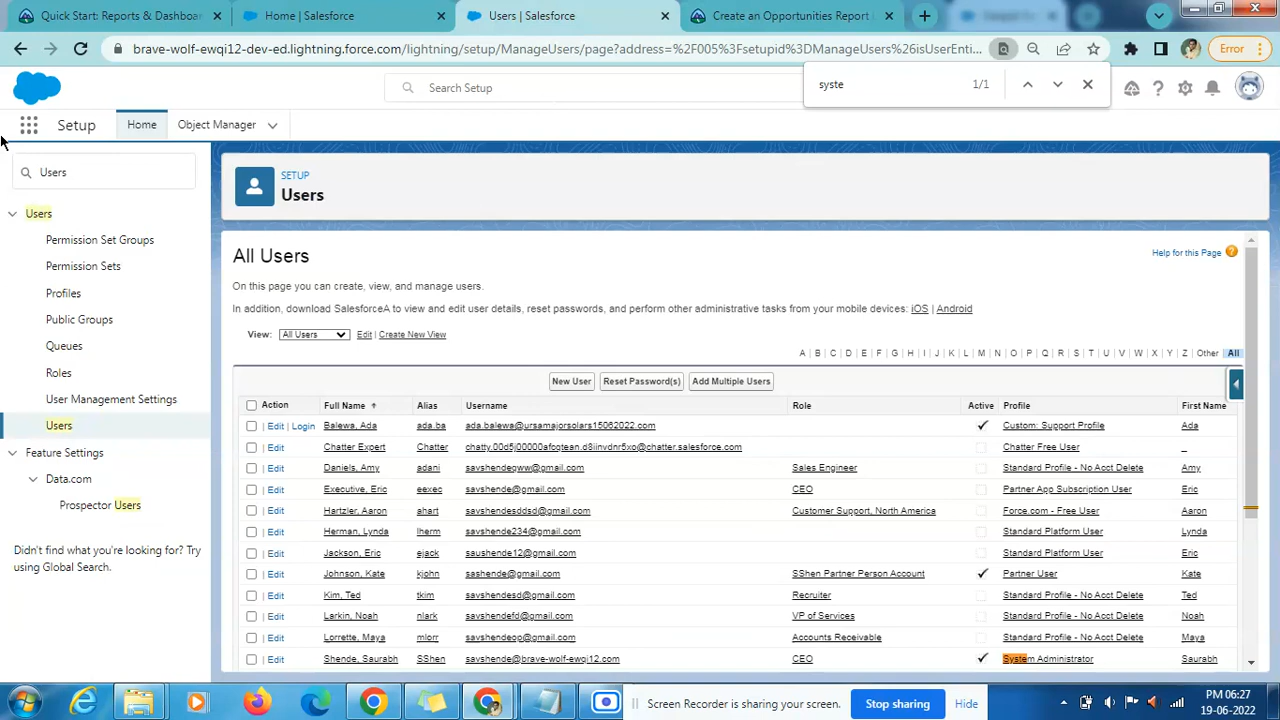 Quick Start: Reports & Dashboa
Home | Salesforce
Users | Salesforce
Create an Opportunities Report
brave-wolf-ewqi12-dev-ed.lightning.force.com/lightning/setup/ManageUsers/page?address=%2F005%3Fsetupid%3DManageUsers%26isUserEnti...
Error
Search Setup
syste
1/1
Setup
Home
Object Manager
Users
Users
Permission Set Groups
Permission Sets
Profiles
Public Groups
Queues
Roles
User Management Settings
Users
Feature Settings
Data.com
Prospector Users
Didn't find what you're looking for? Try
using Global Search.
SETUP
Users
All Users
Help for this Page
On this page you can create, view, and manage users.
In addition, download SalesforceA to view and edit user details, reset passwords, and perform other administrative tasks from your mobile devices: iOS | Android
View: All Users Edit | Create New View
A | B | C | D | E | F | G | H | I | J | K | L | M | N | O | P | Q | R | S | T | U | V | W | X | Y | Z | Other | All
New User Reset Password(s) Add Multiple Users
Action Full Name Alias Username Role Active Profile First Name
Edit | Login Balewa, Ada ada.ba ada.balewa@ursamajorsolars15062022.com Custom: Support Profile Ada
| Edit Chatter Expert Chatter chatty.00d5j00000afoqtean.d8iinvdnr5xo@chatter.salesforce.com Chatter Free User _
| Edit Daniels, Amy adani savshendeqww@gmail.com Sales Engineer Standard Profile - No Acct Delete Amy
| Edit Executive, Eric eexec savshende@gmail.com CEO Partner App Subscription User Eric
| Edit Hartzler, Aaron ahart savshendesddsd@gmail.com Customer Support, North America Force.com - Free User Aaron
| Edit Herman, Lynda lherm savshende234@gmail.com Standard Platform User Lynda
| Edit Jackson, Eric ejack saushende12@gmail.com Standard Platform User Eric
| Edit Johnson, Kate kjohn sashende@gmail.com SShen Partner Person Account Partner User Kate
| Edit Kim, Ted tkim savshendesd@gmail.com Recruiter Standard Profile - No Acct Delete Ted
| Edit Larkin, Noah nlark savshendefd@gmail.com VP of Services Standard Profile - No Acct Delete Noah
| Edit Lorrette, Maya mlorr savshendeop@gmail.com Accounts Receivable Standard Profile - No Acct Delete Maya
| Edit Shende, Saurabh SShen savshende@brave-wolf-ewqi12.com CEO System Administrator Saurabh
Screen Recorder is sharing your screen.
Stop sharing
Hide
PM 06:27
19-06-2022